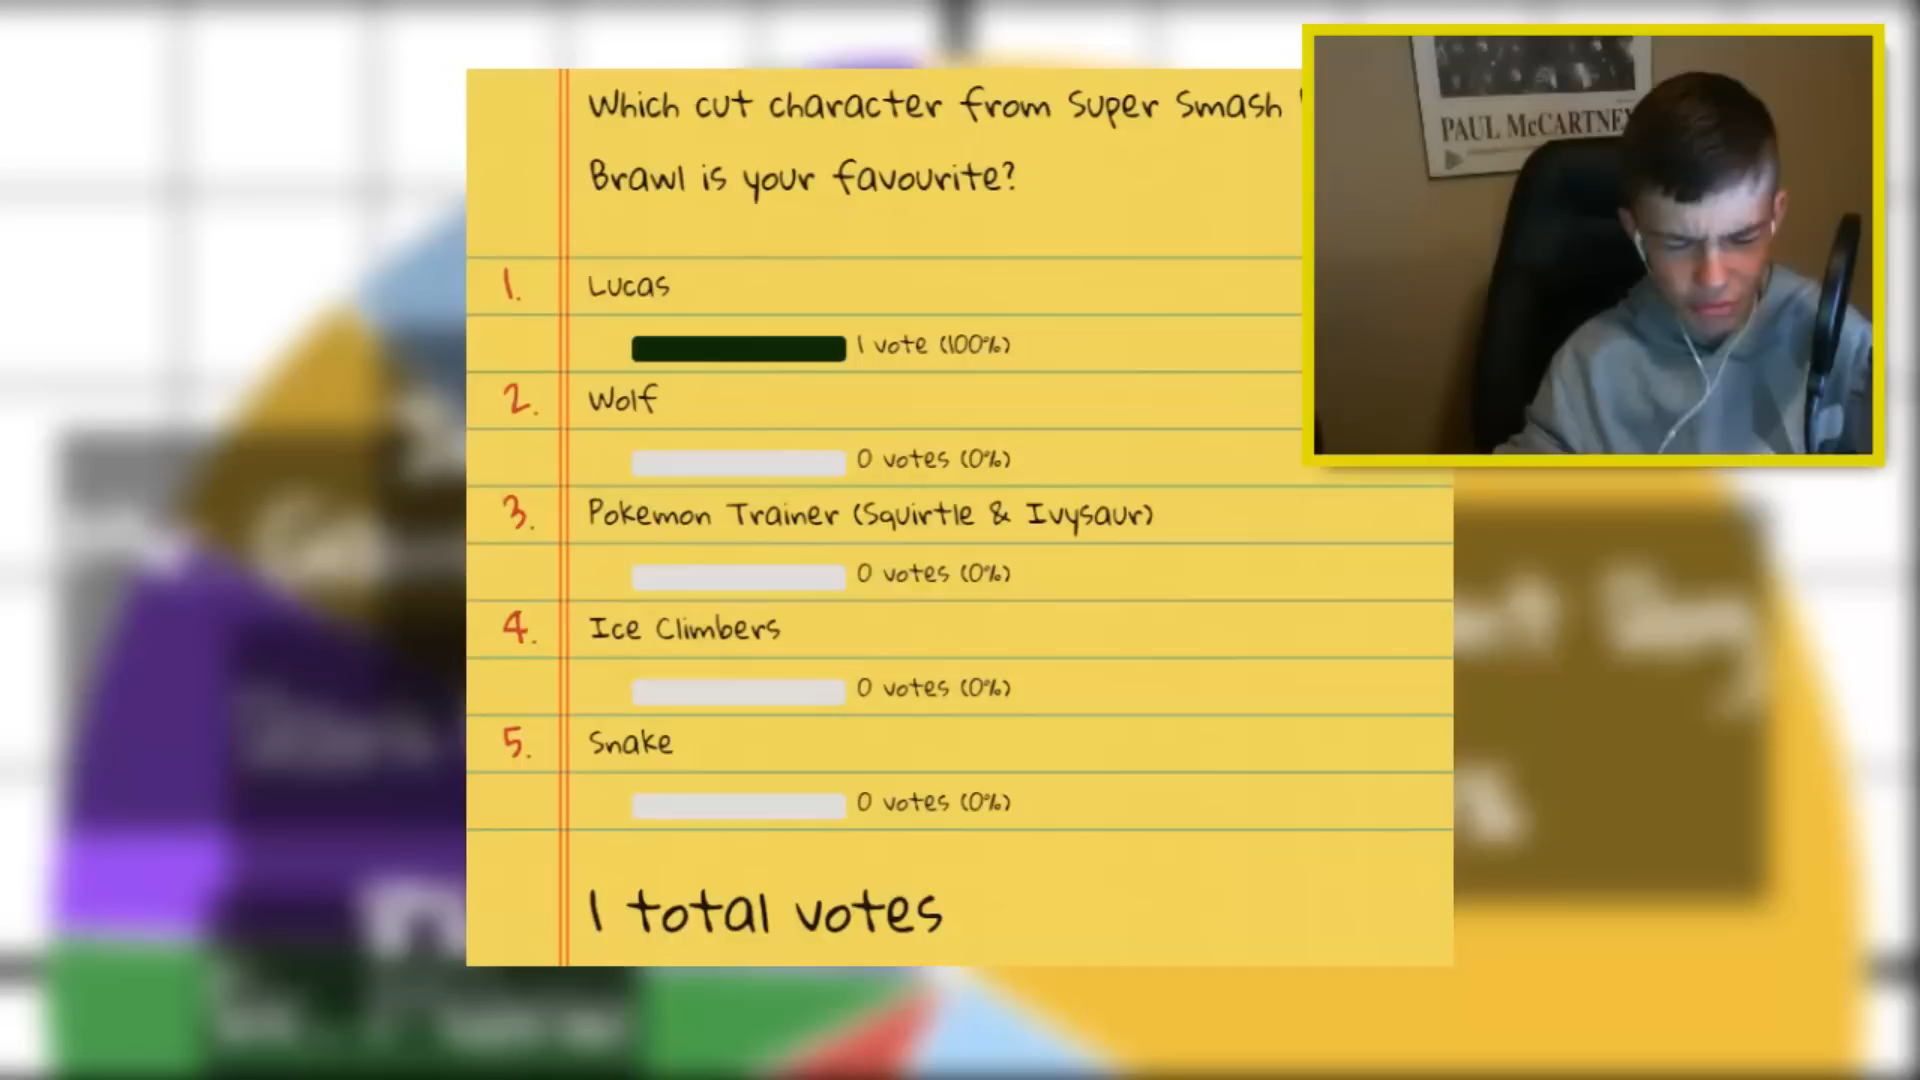 Which cut character from Super Smash
Brawl is your favourite?
1. Lucas
1 vote (100%)
2. Wolf
0 votes (0%)
3. Pokemon Trainer (Squirtle & Ivysaur)
0 votes (0%)
4. Ice Climbers
0 votes (0%)
5. Snake
0 votes (0%)
1 total votes
PAUL McCARTNEY